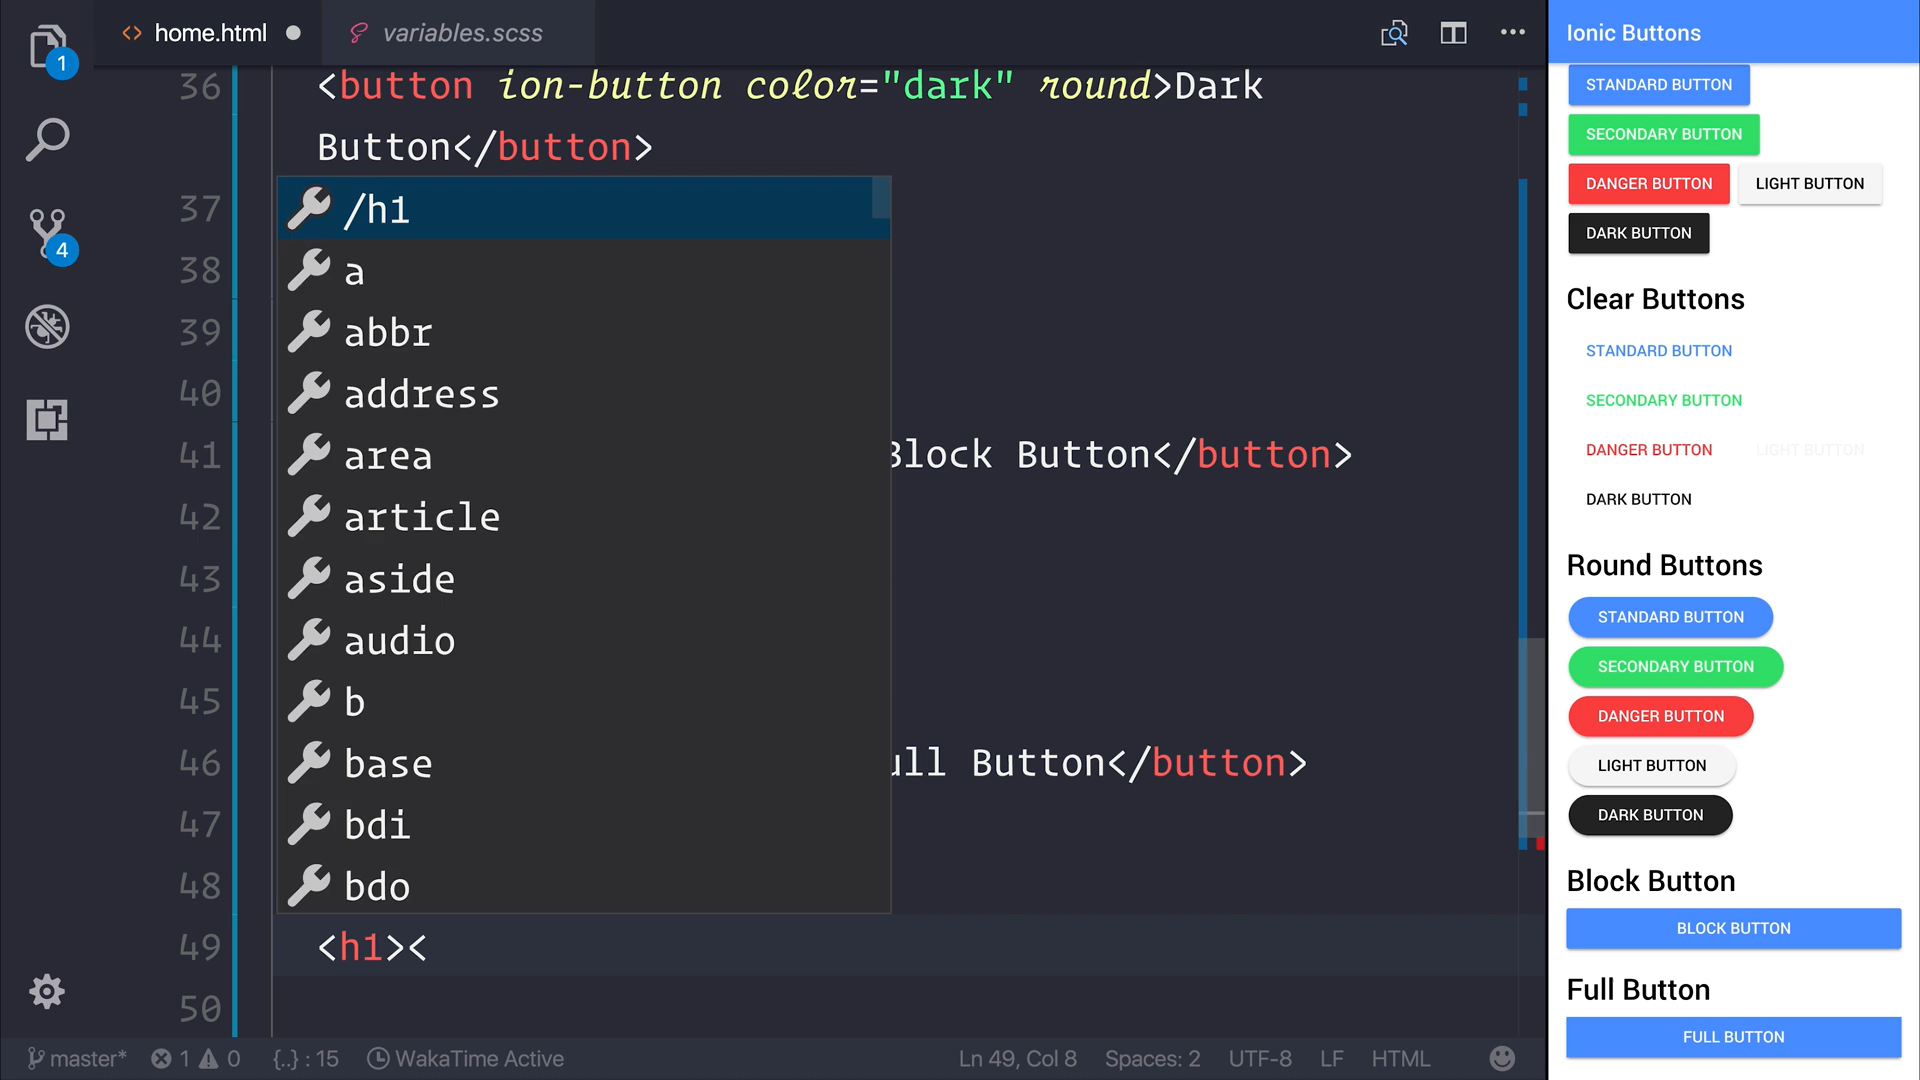 home.html
variables.scss
1
4
36 <button ion-button color="dark" round>Dark
Button</button>
37
38
39
40
41 Block Button</button>
42
43
44
45
46 ull Button</button>
47
48
49 <h1><
50
/h1
a
abbr
address
area
article
aside
audio
b
base
bdi
bdo
master* 1 0 {..} : 15 WakaTime Active Ln 49, Col 8 Spaces: 2 UTF-8 LF HTML
Ionic Buttons
STANDARD BUTTON
SECONDARY BUTTON
DANGER BUTTON LIGHT BUTTON
DARK BUTTON
Clear Buttons
STANDARD BUTTON
SECONDARY BUTTON
DANGER BUTTON LIGHT BUTTON
DARK BUTTON
Round Buttons
STANDARD BUTTON
SECONDARY BUTTON
DANGER BUTTON
LIGHT BUTTON
DARK BUTTON
Block Button
BLOCK BUTTON
Full Button
FULL BUTTON